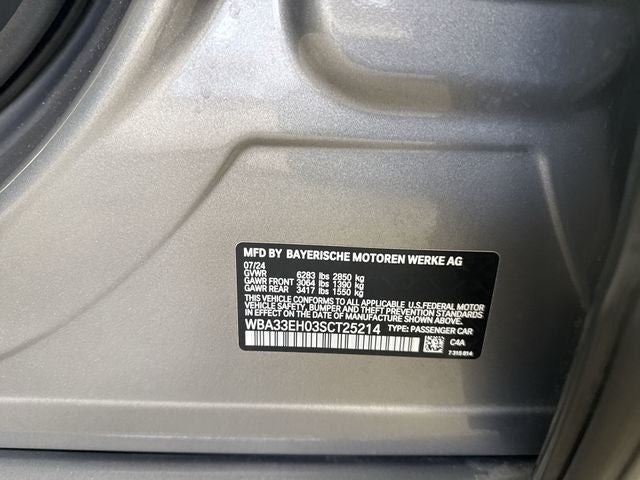 MFD BY BAYERISCHE MOTOREN WERKE AG
07/24
GVWR 6283 lbs 2850 kg
GAWR FRONT 3064 lbs 1390 kg
GAWR REAR 3417 lbs 1550 kg
THIS VEHICLE CONFORMS TO ALL APPLICABLE U.S.FEDERAL MOTOR
VEHICLE SAFETY, BUMPER, AND THEFT PREVENTION STANDARDS
IN EFFECT ON THE DATE OF MANUFACTURE SHOWN ABOVE.
WBA33EH03SCT25214 TYPE: PASSENGER CAR
C4A
7 315 814